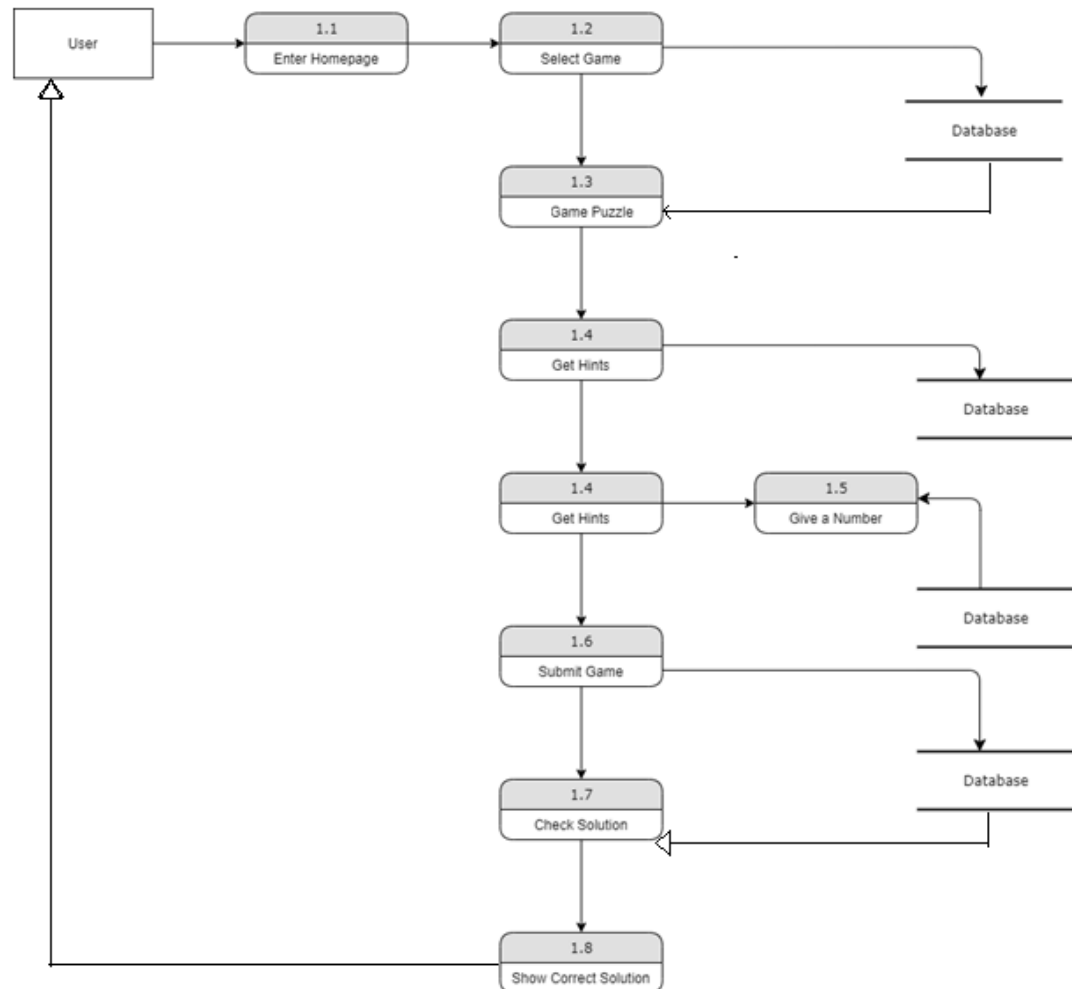 User
1.1
Enter Homepage
1.2
Select Game
Database
1.3
Game Puzzle
1.4
Get Hints
Database
1.4
Get Hints
1.5
Give a Number
Database
1.6
Submit Game
Database
1.7
Check Solution
1.8
Show Correct Solution